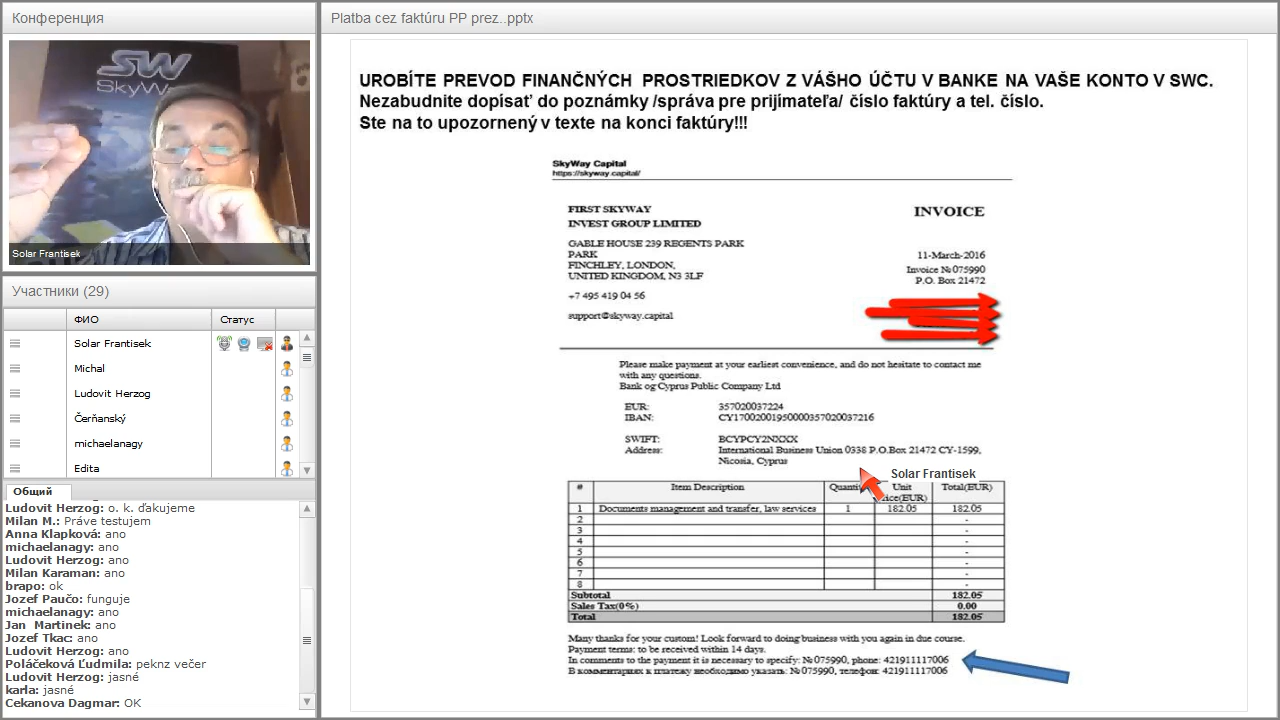 Конференция
SW
SkyW
Solar Frantisek
Участники (29)
ФИО Статус
Solar Frantisek
Michal
Ludovit Herzog
Čerňanský
michaelanagy
Edita
Общий
Ludovit Herzog: o. k. ďakujeme
Milan M.: Práve testujem
Anna Klapková: ano
michaelanagy: ano
Ludovit Herzog: ano
Milan Karaman: ano
brapo: ok
Jozef Paučo: funguje
michaelanagy: ano
Jan Martinek: ano
Jozef Tkac: ano
Ludovit Herzog: ano
Poláčeková Ľudmila: peknz večer
Ludovit Herzog: jasné
karla: jasné
Cekanova Dagmar: OK
Platba cez faktúru PP prez..pptx
UROBÍTE PREVOD FINANČNÝCH PROSTRIEDKOV Z VÁŠHO ÚČTU V BANKE NA VAŠE KONTO V SWC.
Nezabudnite dopísať do poznámky /správa pre prijímateľa/ číslo faktúry a tel. číslo.
Ste na to upozornený v texte na konci faktúry!!!
SkyWay Capital
https://skyway.capital/
FIRST SKYWAY
INVEST GROUP LIMITED
INVOICE
GABLE HOUSE 239 REGENTS PARK
PARK
FINCHLEY, LONDON,
UNITED KINGDOM, N3 3LF
+7 495 419 04 56
support@skyway.capital
11-March-2016
Invoice №075990
P.O. Box 21472
Please make payment at your earliest convenience, and do not hesitate to contact me
with any questions.
Bank og Cyprus Public Company Ltd
EUR: 357020037224
IBAN: CY17002001950000357020037216
SWIFT: BCYPCY2NXXX
Address: International Business Union 0338 P.O.Box 21472 CY-1599,
Nicosia, Cyprus
Solar Frantisek
# Item Description Unit Total(EUR)
1 Documents management and transfer, law services 1 182.05 182.05
2 -
3 -
4 -
5 -
6 -
7 -
8 -
Subtotal 182.05
Sales Tax(0%) 0.00
Total 182.05
Many thanks for your custom! Look forward to doing business with you again in due course.
Payment terms: to be received within 14 days.
In comments to the payment it is necessary to specify: №075990, phone: 421911117006
В комментариях к платежу необходимо указать: №075990, телефон: 421911117006